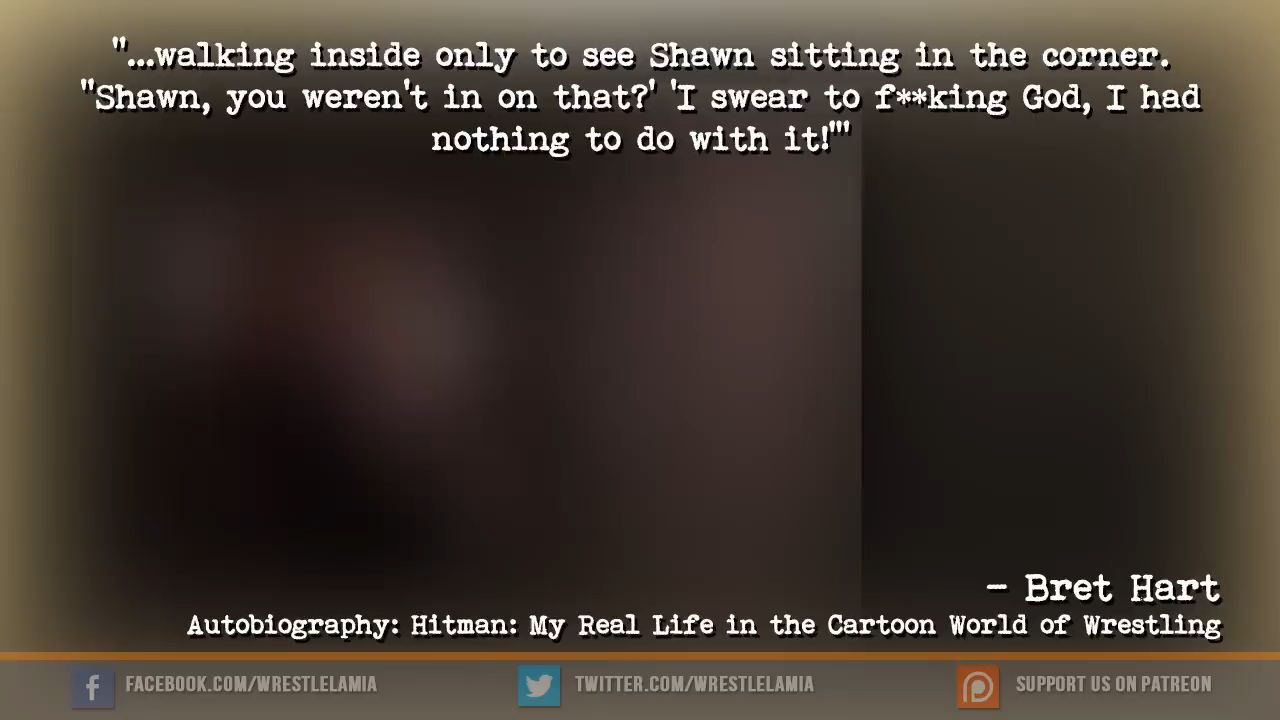 "...walking inside only to see Shawn sitting in the corner.
"Shawn, you weren't in on that?' 'I swear to f**king God, I had
nothing to do with it!'"
- Bret Hart
Autobiography: Hitman: My Real Life in the Cartoon World of Wrestling
FACEBOOK.COM/WRESTLELAMIA
TWITTER.COM/WRESTLELAMIA
SUPPORT US ON PATREON